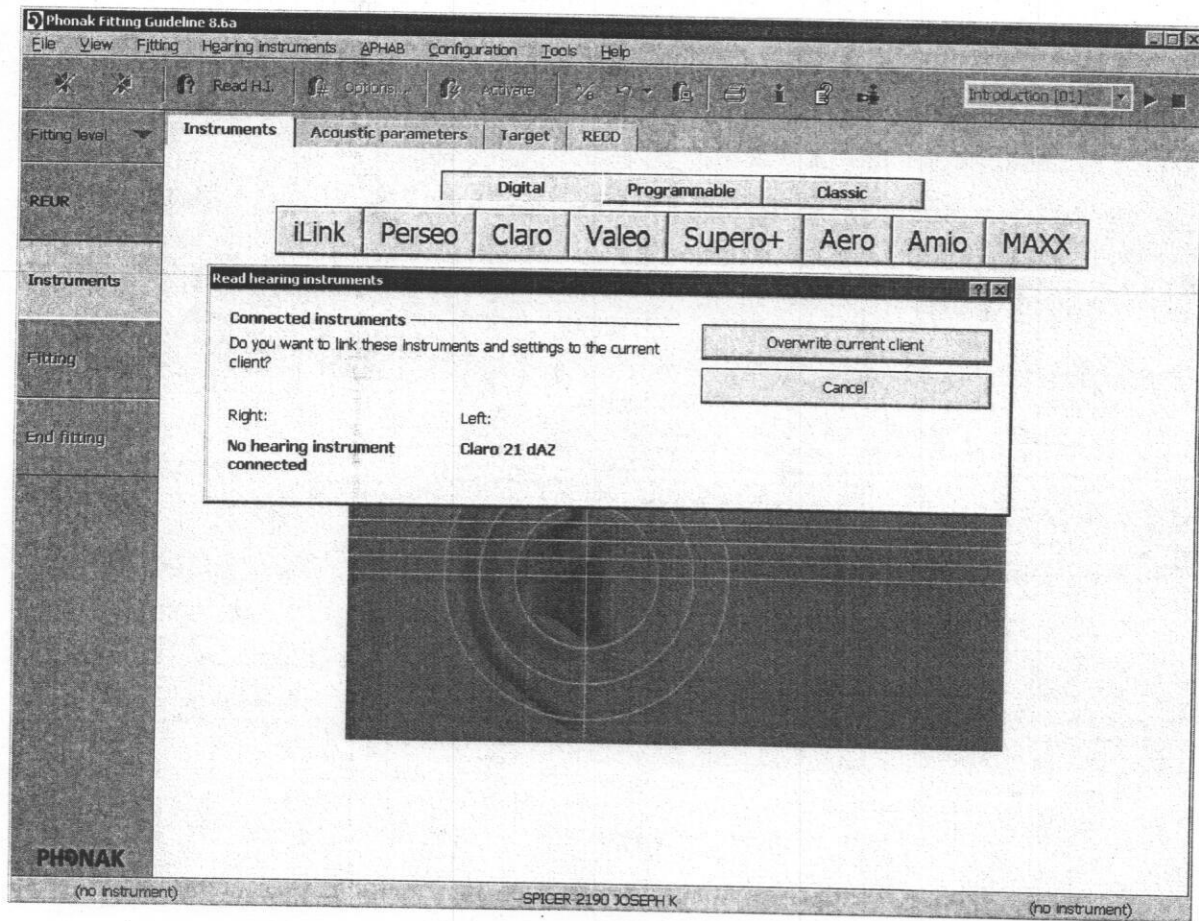 Phonak Fitting Guideline 8.6a
File View Fitting Hearing instruments APHAB Configuration Tools Help
Read H.I. Options... Activate Introduction [01]
Fitting level
Instruments Acoustic parameters Target RECD
REUR
Digital Programmable Classic
iLink Perseo Claro Valeo Supero+ Aero Amio MAXX
Instruments
Read hearing instruments
Connected instruments
Do you want to link these instruments and settings to the current
client?
Overwrite current client
Cancel
Fitting
Right: Left:
No hearing instrument Claro 21 dAZ
connected
End fitting
PHONAK
(no instrument) SPICER 2190 JOSEPH K (no instrument)